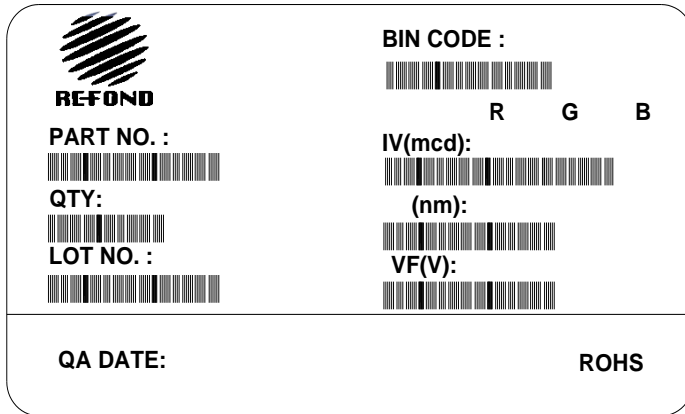 REFOND
PART NO. :
QTY:
LOT NO. :
BIN CODE :
R G B
IV(mcd):
(nm):
VF(V):
QA DATE:
ROHS